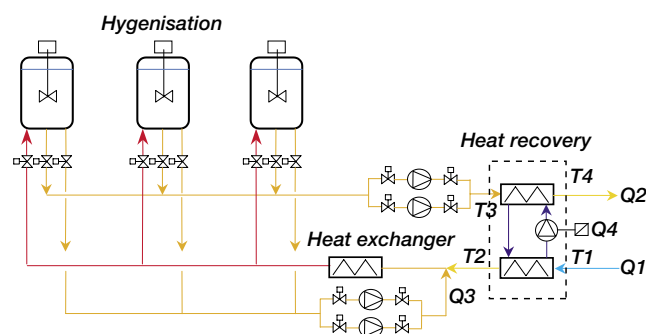 Hygenisation
Heat recovery
T4
Q2
T3
Q4
Heat exchanger
T2
T1
Q3
Q1